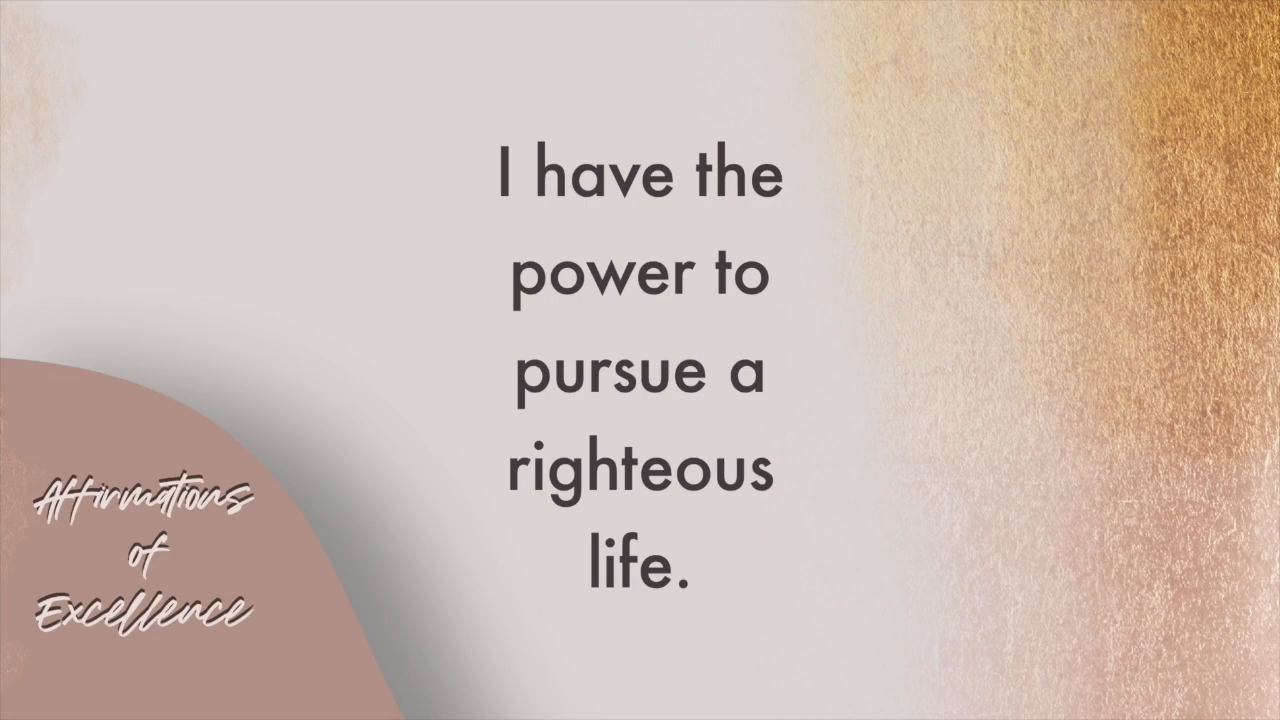 I have the
power to
pursue a
righteous
life.
Affirmations
of
Excellence